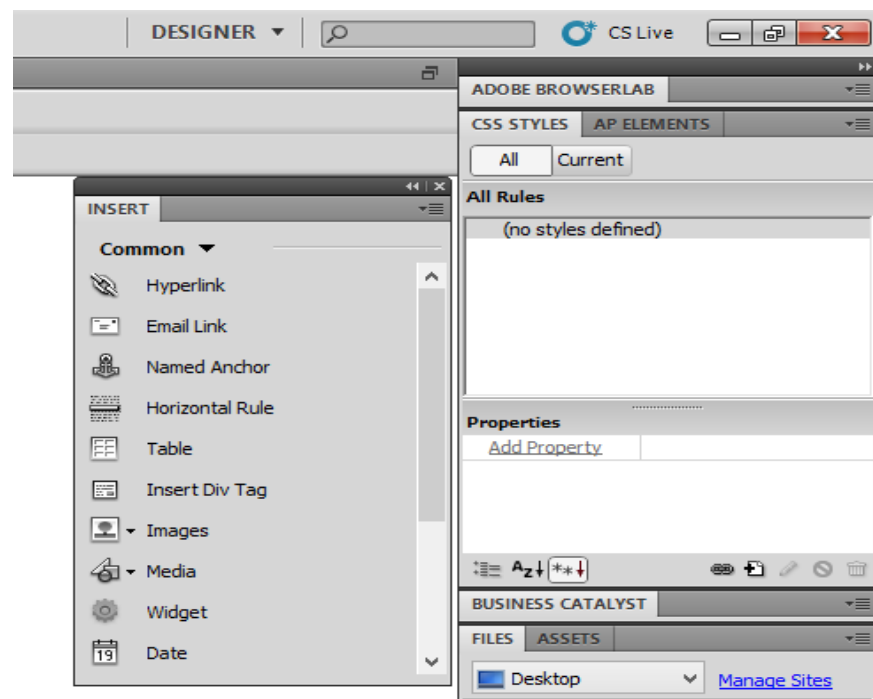 DESIGNER
CS Live
ADOBE BROWSERLAB
CSS STYLES AP ELEMENTS
All Current
All Rules
(no styles defined)
INSERT
Common
Hyperlink
Email Link
Named Anchor
Horizontal Rule
Table
Insert Div Tag
Images
Media
Widget
19 Date
Properties
Add Property
Az **
BUSINESS CATALYST
FILES ASSETS
Desktop Manage Sites